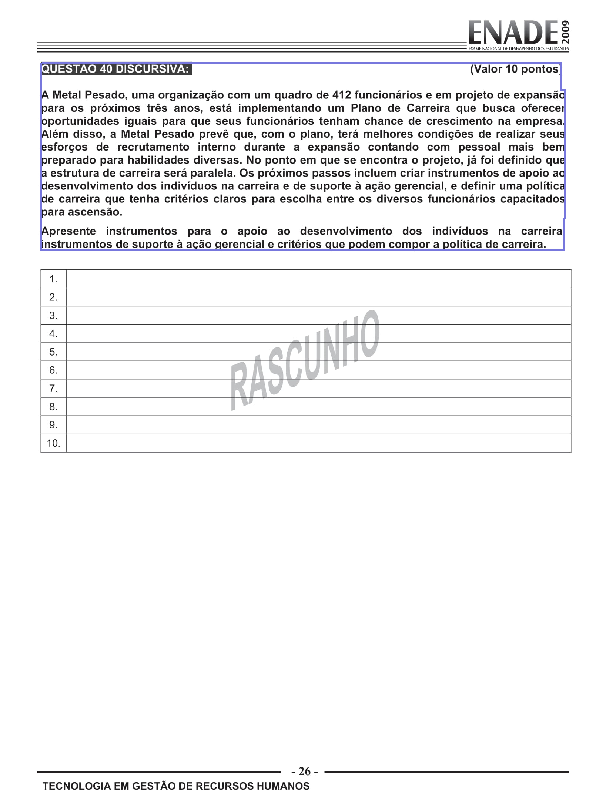 ENADE 2009
EXAME NACIONAL DE DESEMPENHO DOS ESTUDANTES
QUESTÃO 40 DISCURSIVA: (Valor 10 pontos)
A Metal Pesado, uma organização com um quadro de 412 funcionários e em projeto de expansão
para os próximos três anos, está implementando um Plano de Carreira que busca oferecer
oportunidades iguais para que seus funcionários tenham chance de crescimento na empresa.
Além disso, a Metal Pesado prevê que, com o plano, terá melhores condições de realizar seus
esforços de recrutamento interno durante a expansão contando com pessoal mais bem
preparado para habilidades diversas. No ponto em que se encontra o projeto, já foi definido que
a estrutura de carreira será paralela. Os próximos passos incluem criar instrumentos de apoio ao
desenvolvimento dos indivíduos na carreira e de suporte à ação gerencial, e definir uma política
de carreira que tenha critérios claros para escolha entre os diversos funcionários capacitados
para ascensão.
Apresente instrumentos para o apoio ao desenvolvimento dos indivíduos na carreira
instrumentos de suporte à ação gerencial e critérios que podem compor a política de carreira.
1.
2.
3.
4.
5.
6.
7.
8.
9.
10.
RASCUNHO
- 26 -
TECNOLOGIA EM GESTÃO DE RECURSOS HUMANOS